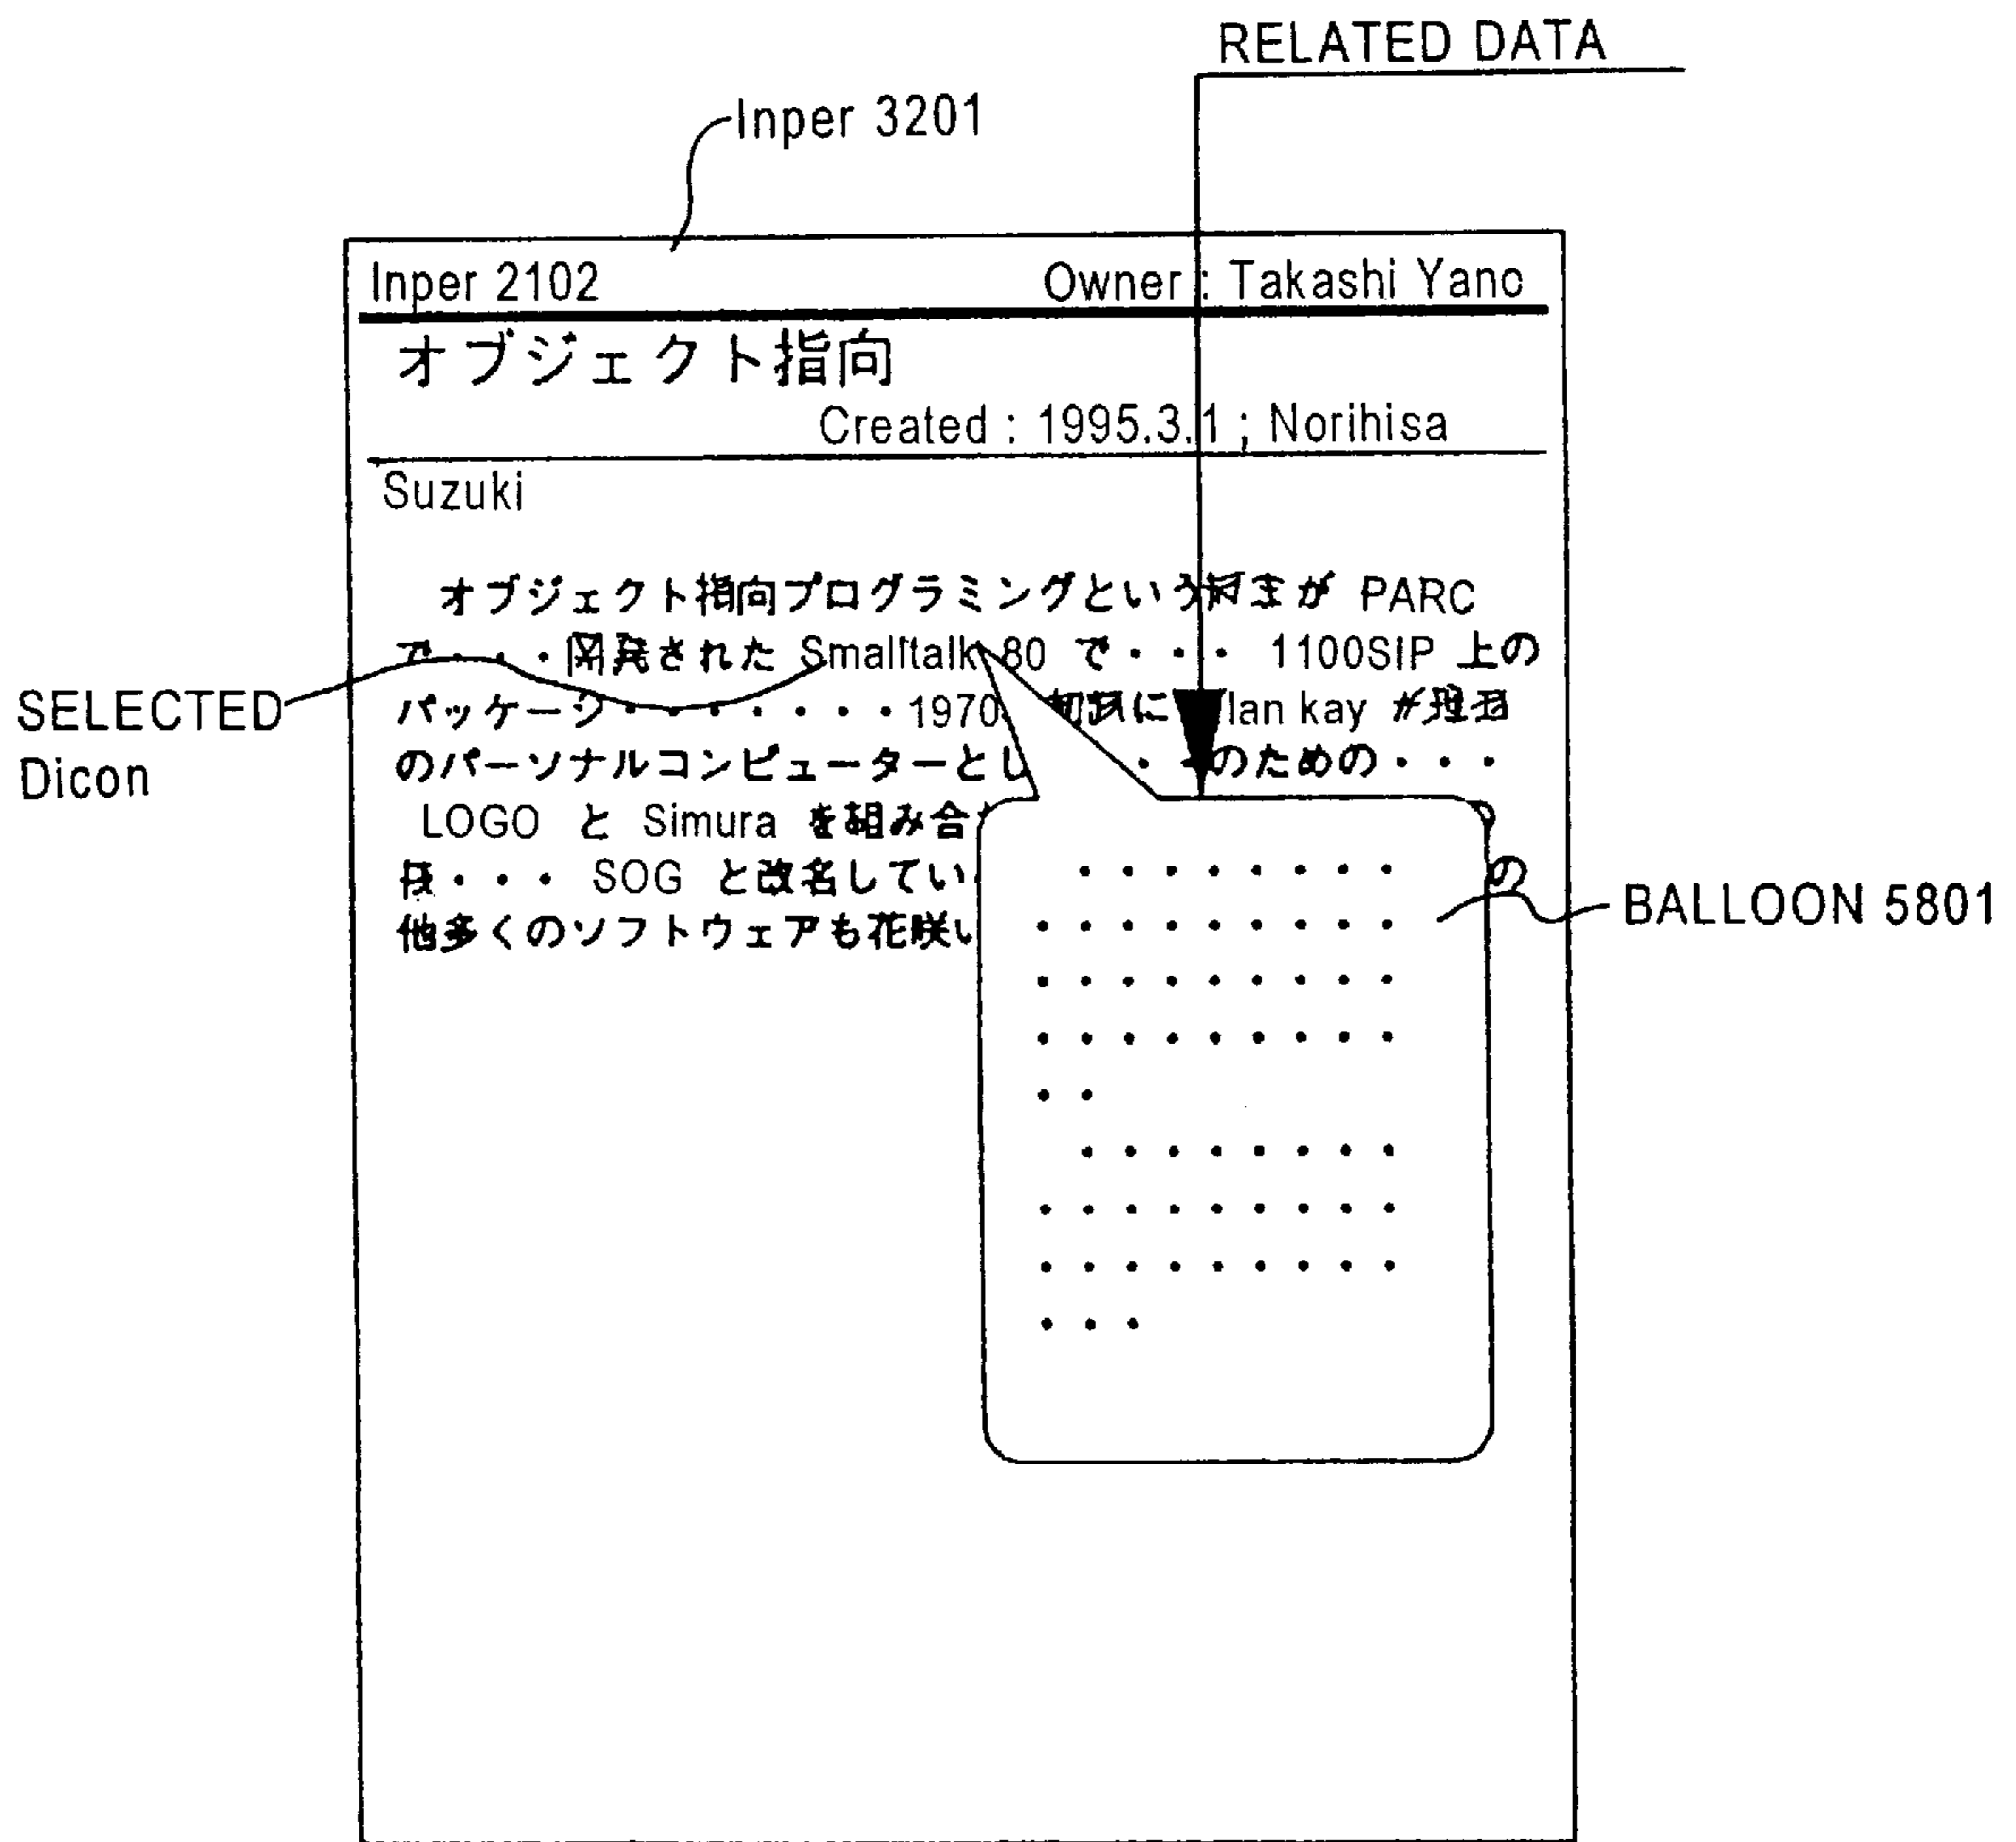 RELATED DATA
Inper 3201
Inper 2102 Owner : Takashi Yano
オブジェクト指向
Created : 1995.3.1 ; Norihisa
Suzuki
オブジェクト指向プログラミングという が PARC
で・・・開発された Smalltalk 80 で・・・ 1100SIP 上の
SELECTED
Dicon
パッケージ・・・・・・・1970 に lan kay
のパーソナルコンピューターとし ・ のための・・・
LOGO と Simura を組み合
・・・ SOG と改名してい の
他多くのソフトウェアも花咲い
BALLOON 5801